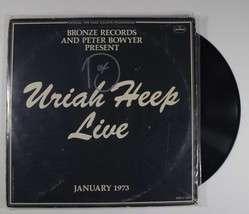 BRONZE RECORDS
AND PETER BOWYER
PRESENT
Uriah Heep
Live
JANUARY 1973